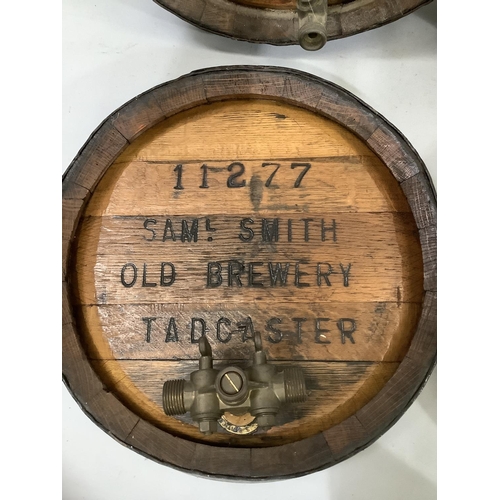 11277
SAML SMITH
OLD BREWERY
TADCASTER